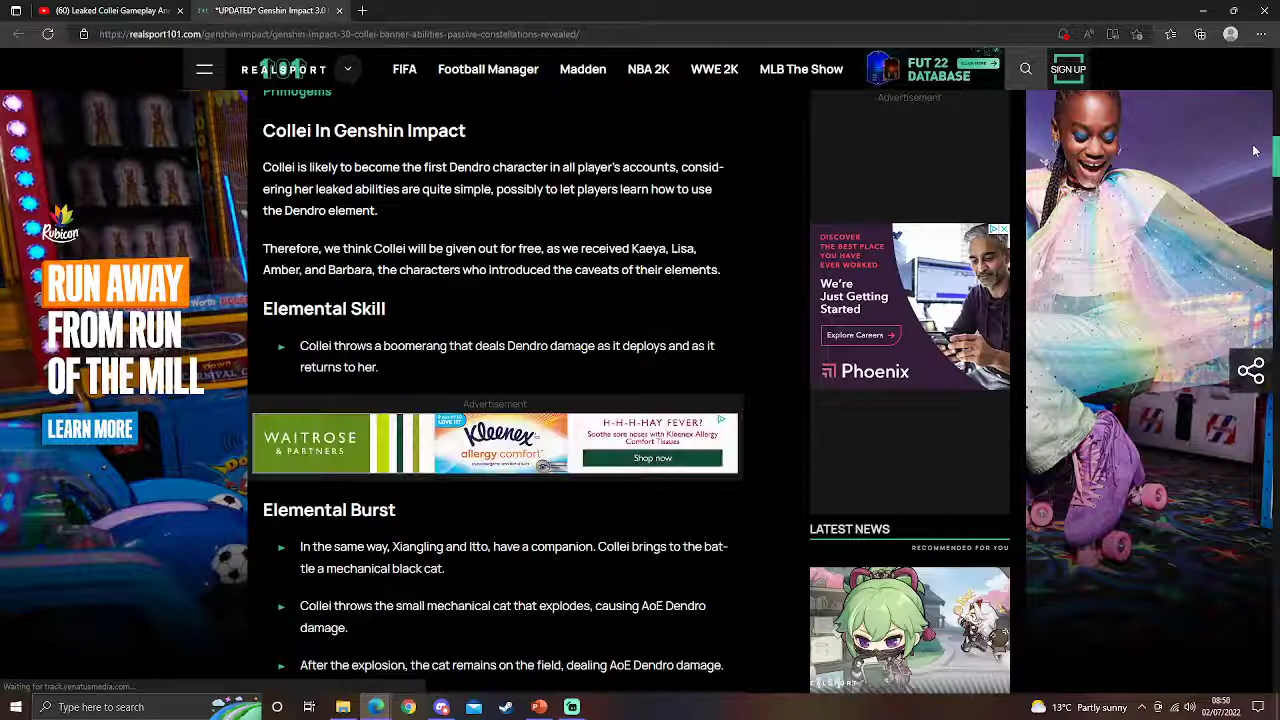 (60) Leaked Collei Gameplay An
*UPDATED* Genshin Impact 3.0
https://realsport101.com/genshin-impact/genshin-impact-30-collei-banner-abilities-passive-constellations-revealed/
REALSPORT
101
FIFA
Football Manager
Madden
NBA 2K
WWE 2K
MLB The Show
FUT 22
DATABASE
SIGN UP
Primogems
Collei In Genshin Impact
Collei is likely to become the first Dendro character in all player's accounts, consid-
ering her leaked abilities are quite simple, possibly to let players learn how to use
the Dendro element.
Therefore, we think Collei will be given out for free, as we received Kaeya, Lisa,
Amber, and Barbara, the characters who introduced the caveats of their elements.
Elemental Skill
Collei throws a boomerang that deals Dendro damage as it deploys and as it
returns to her.
Advertisement
WAITROSE
& PARTNERS
Kleenex
allergy comfort
H-H-H-HAY FEVER?
Soothe sore noses with Kleenex Allergy
Comfort Tissues
Shop now
Elemental Burst
In the same way, Xiangling and Itto, have a companion. Collei brings to the bat-
tle a mechanical black cat.
Collei throws the small mechanical cat that explodes, causing AoE Dendro
damage.
After the explosion, the cat remains on the field, dealing AoE Dendro damage.
Rubicon
RUN AWAY
FROM RUN
OF THE MILL
LEARN MORE
Advertisement
DISCOVER
THE BEST PLACE
YOU HAVE
EVER WORKED
We're
Just Getting
Started
Explore Careers
Phoenix
LATEST NEWS
RECOMMENDED FOR YOU
Waiting for track.venatusmedia.com...
Type here to search
13°C Partly sunny
08:50
02/07/2022